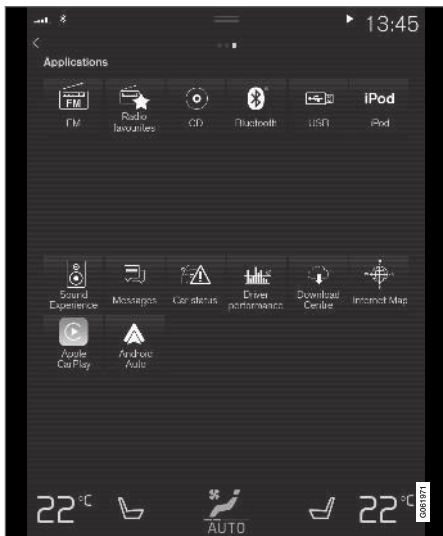 13:45
Applications
FM
iPod
FM
Radio
favourites
CD
Bluetooth
USB
iPod
Sound
Experience
Messages
Car status
Driver
performance
Download
Centre
Internet Map
Apple
CarPlay
Android
Auto
22°C
22°C
AUTO
G061971